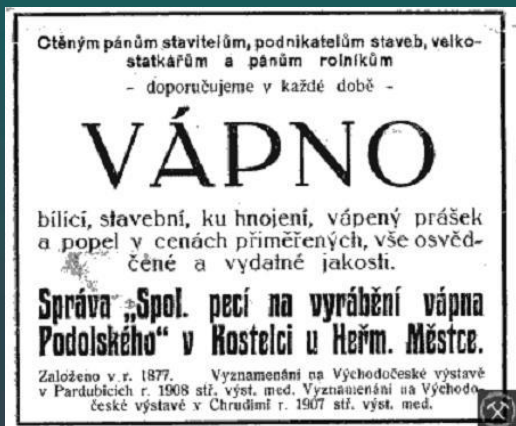 Ctěným pánům stavitelům, podnikatelům staveb, velko-
statkářům a pánům rolníkům
- doporučujeme v každé době -
VÁPNO
bílící, stavební, ku hnojení, vápený prášek
a popel v cenách přiměřených, vše osvěd-
čené a vydatné jakosti.
Správa „Spol. pecí na vyrábění vápna
Podolského“ v Kostelci u Heřm. Městce.
Založeno v r. 1877. Vyznamenání na Východočeské výstavě
v Pardubicích r. 1908 stř. výst. med. Vyznamenání na Východo-
české výstavě v Chrudimi r. 1907 stř. výst. med.